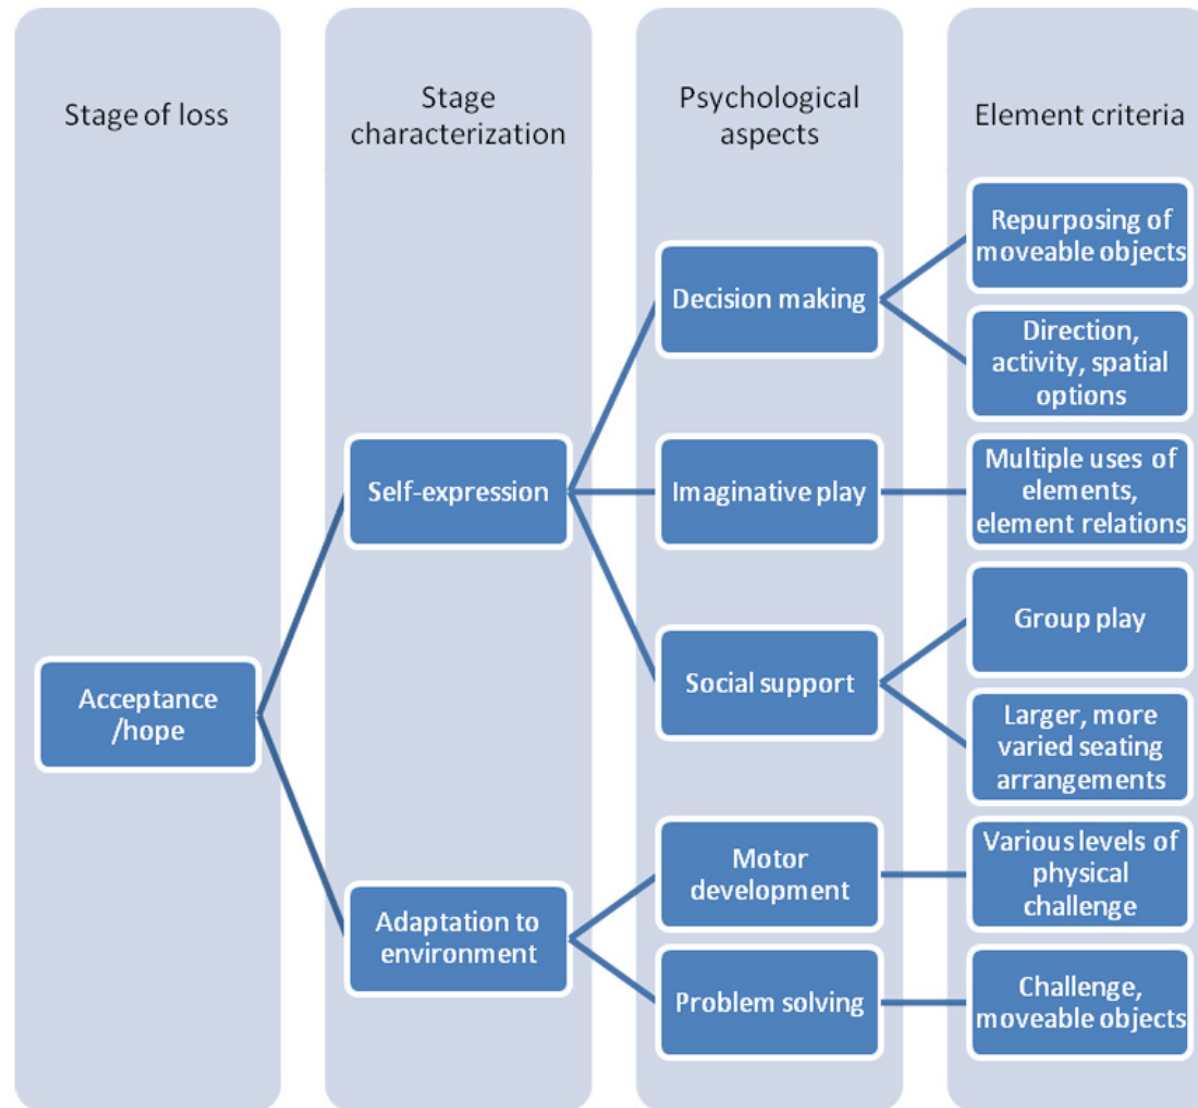 Stage of loss
Stage
characterization
Psychological
aspects
Element criteria
Acceptance
/hope
Self-expression
Adaptation to
environment
Decision making
Imaginative play
Social support
Motor
development
Problem solving
Repurposing of
moveable objects
Direction,
activity, spatial
options
Multiple uses of
elements,
element relations
Group play
Larger, more
varied seating
arrangements
Various levels of
physical
challenge
Challenge,
moveable objects